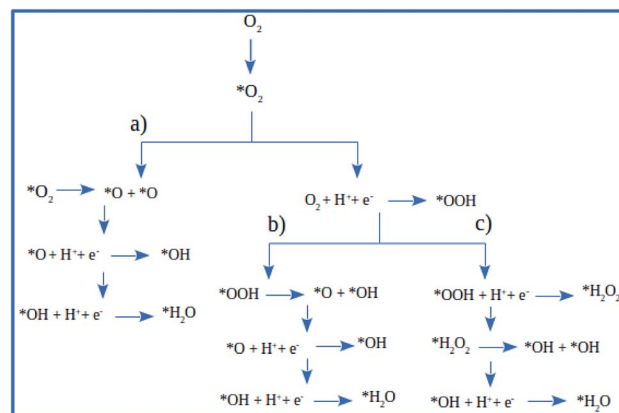 O₂
*O₂
a)
*O₂ → *O + *O
O₂ + H⁺+ e⁻ → *OOH
b)
c)
*O + H⁺+ e⁻ → *OH
*OH + H⁺+ e⁻ → *H₂O
*OOH → *O + *OH
*O + H⁺+ e⁻ → *OH
*OH + H⁺+ e⁻ → *H₂O
*OOH + H⁺+ e⁻ → *H₂O₂
*H₂O₂ → *OH + *OH
*OH + H⁺+ e⁻ → *H₂O